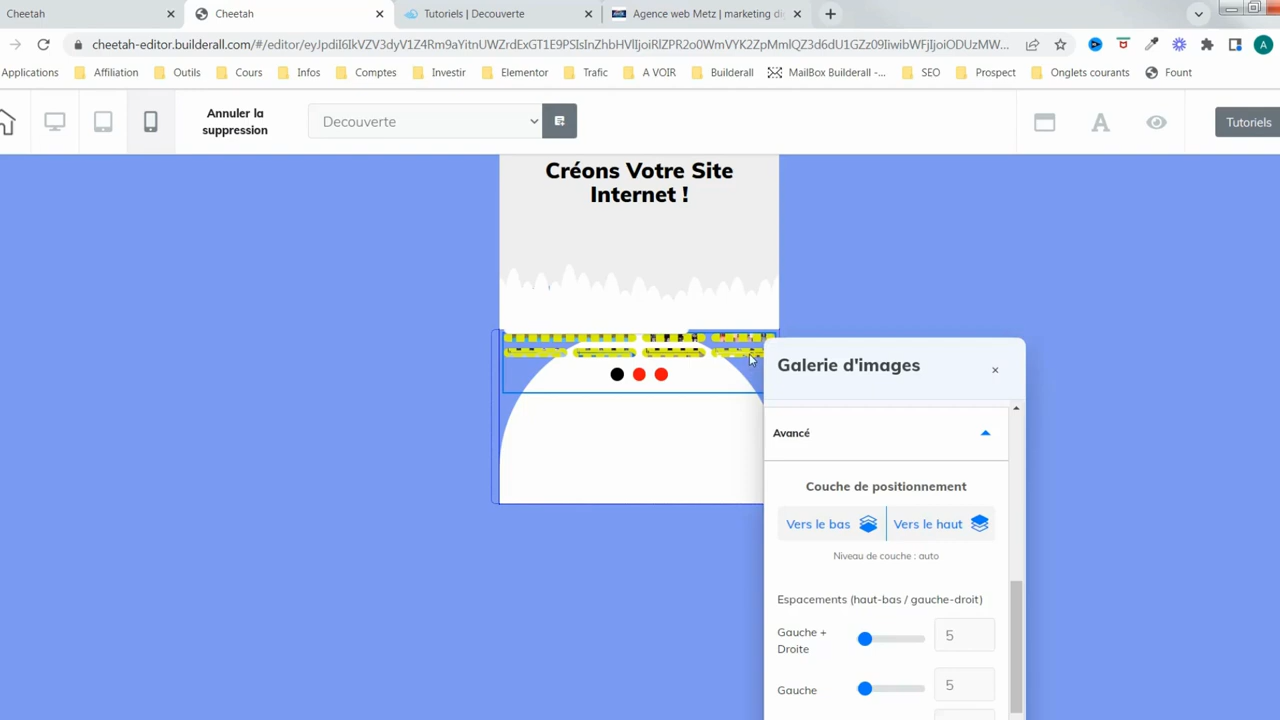 Cheetah
Cheetah
Tutoriels | Decouverte
Agence web Metz | marketing di
cheetah-editor.builderall.com/#/editor/
Applications Affiliation Outils Cours Infos Comptes Investir Elementor Trafic A VOIR Builderall MailBox Builderall -... SEO Prospect Onglets courants Fount
Annuler la
suppression
Decouverte
A
Tutoriels
Créons Votre Site
Internet !
Galerie d'images
Avancé
Couche de positionnement
Vers le bas
Vers le haut
Niveau de couche : auto
Espacements (haut-bas / gauche-droit)
Gauche +
Droite
5
Gauche
5